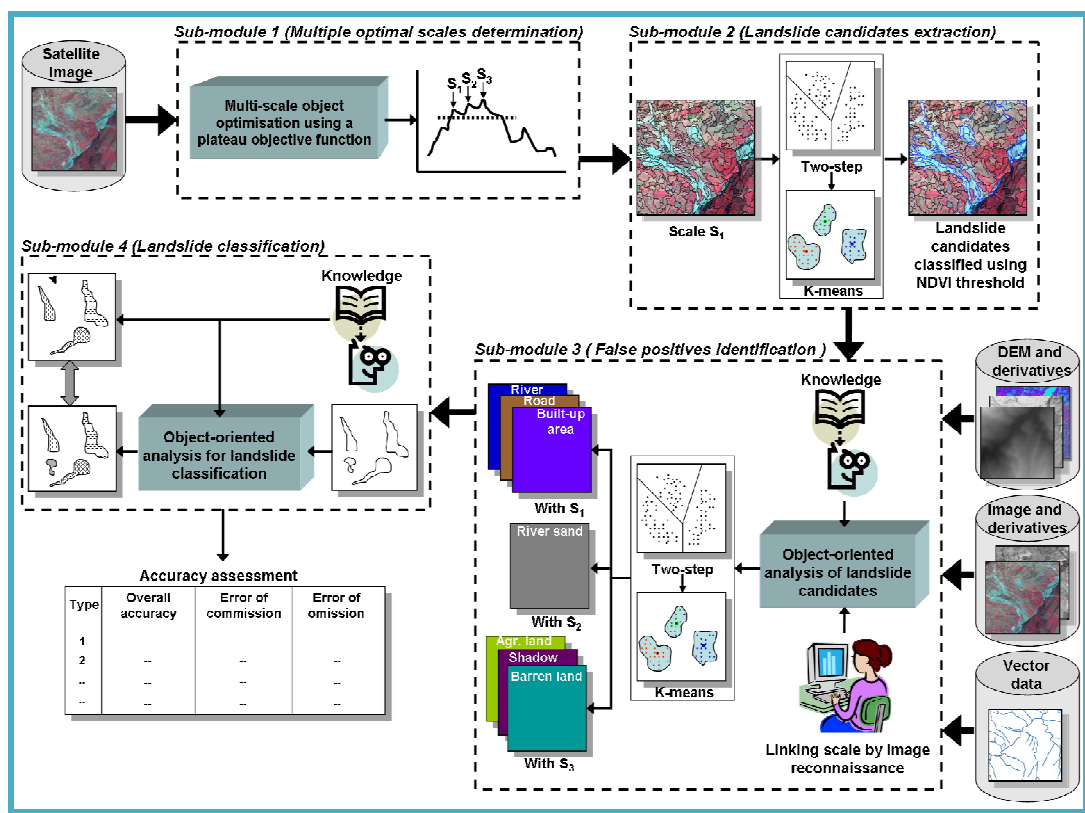 Sub-module 1 (Multiple optimal scales determination)
Satellite
Image
Multi-scale object
optimisation using a
plateau objective function
S1 S2 S3
Sub-module 2 (Landslide candidates extraction)
Scale S1
Two-step
K-means
Landslide
candidates
classified using
NDVI threshold
Sub-module 3 ( False positives identification )
DEM and
derivatives
Image and
derivatives
Vector
data
Knowledge
Object-oriented
analysis of landslide
candidates
Linking scale by image
reconnaissance
Two-step
K-means
River
Road
Built-up
area
With S1
River sand
With S2
Agr. land
Shadow
Barren land
With S3
Sub-module 4 (Landslide classification)
Knowledge
Object-oriented
analysis for landslide
classification
Accuracy assessment
Type Overall accuracy Error of commission Error of omission
1
2 -- -- --
-- -- -- --
-- -- -- --